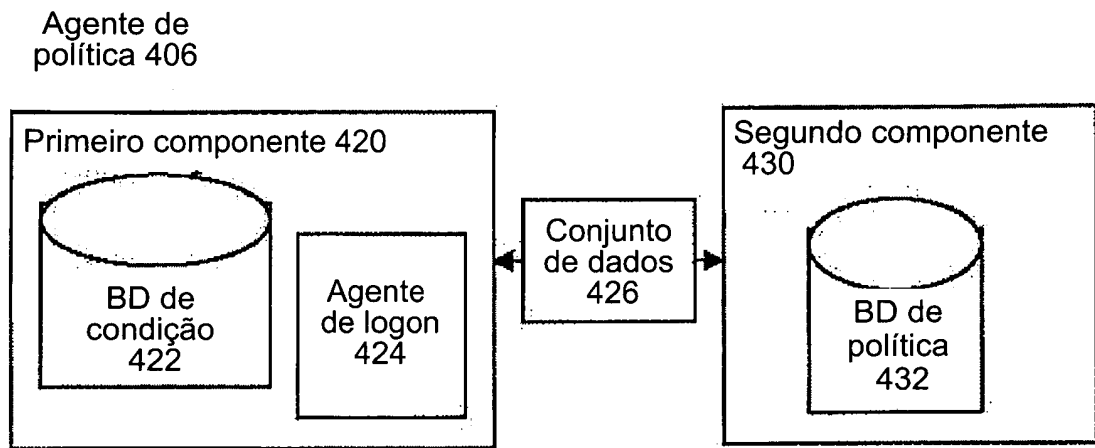 Agente de
política 406
Primeiro componente 420
BD de
condição
422
Agente
de logon
424
Conjunto
de dados
426
Segundo componente
430
BD de
política
432